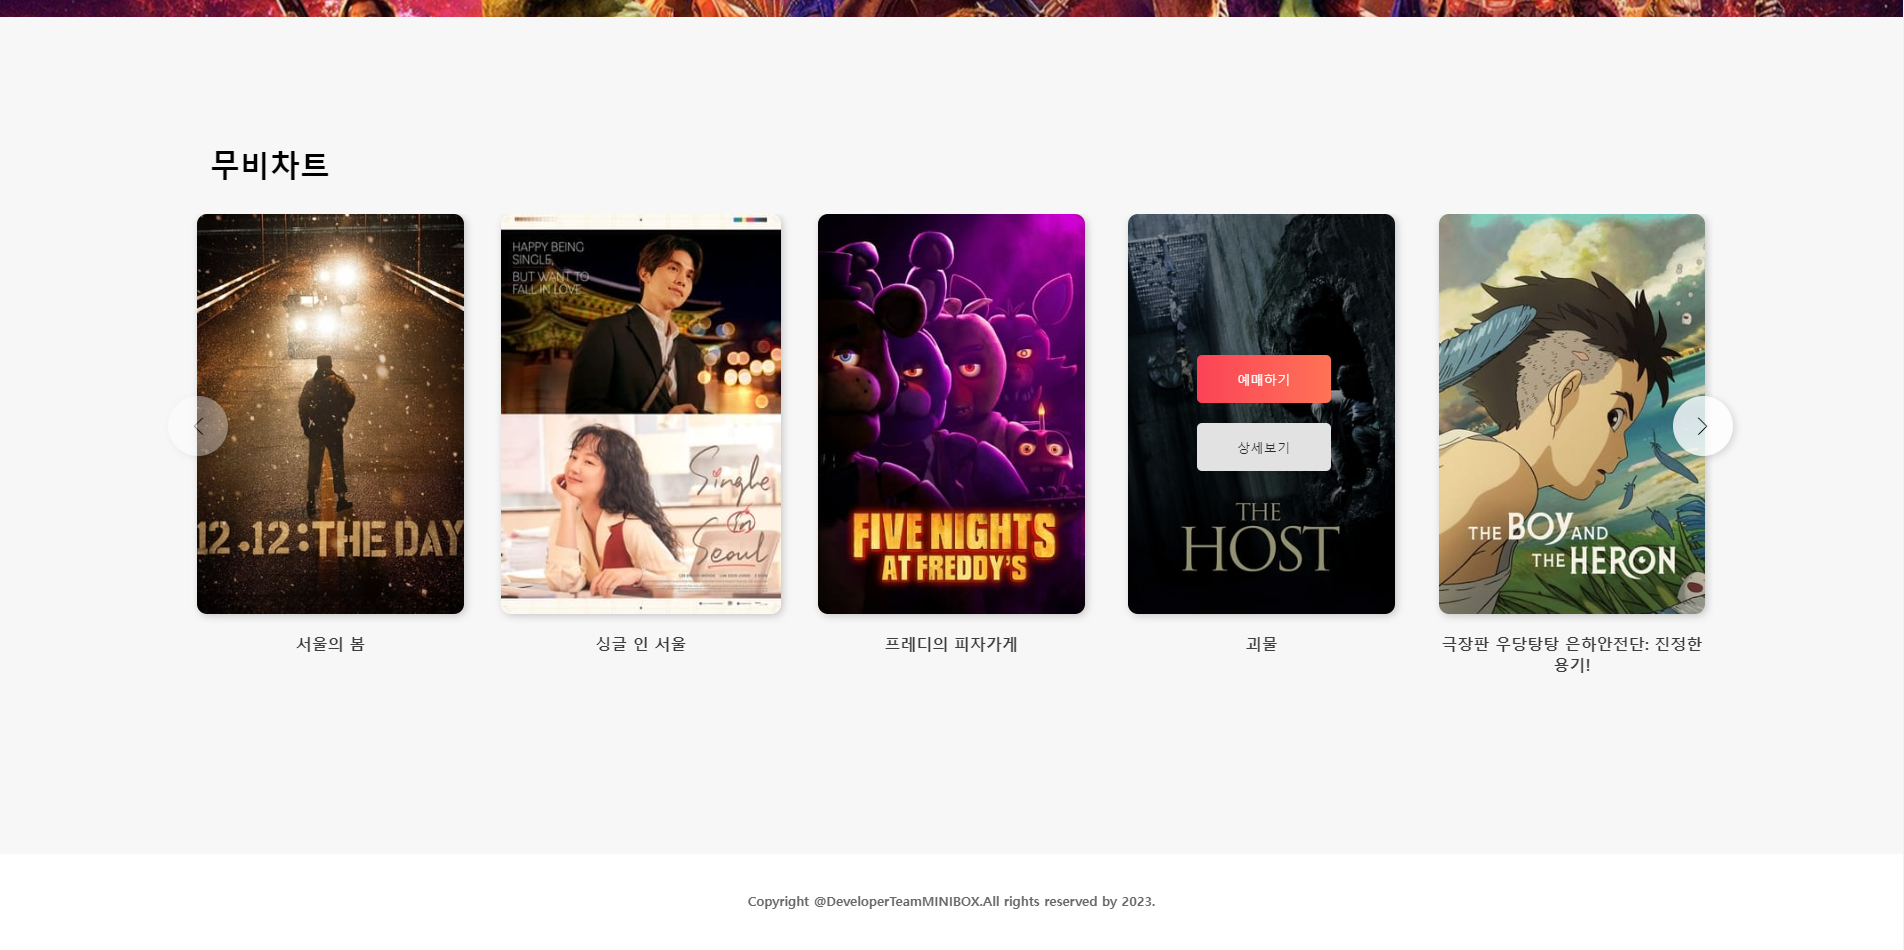 무비차트
12.12:THE DAY
HAPPY BEING
SINGLE,
BUT WANT TO
FALL IN LOVE
Single
in
Seoul
FIVE NIGHTS
AT FREDDY'S
예매하기
상세보기
THE
HOST
THE BOY AND
THE HERON
서울의 봄
싱글 인 서울
프레디의 피자가게
괴물
극장판 우당탕탕 은하안전단: 진정한
용기!
Copyright @DeveloperTeamMINIBOX.All rights reserved by 2023.